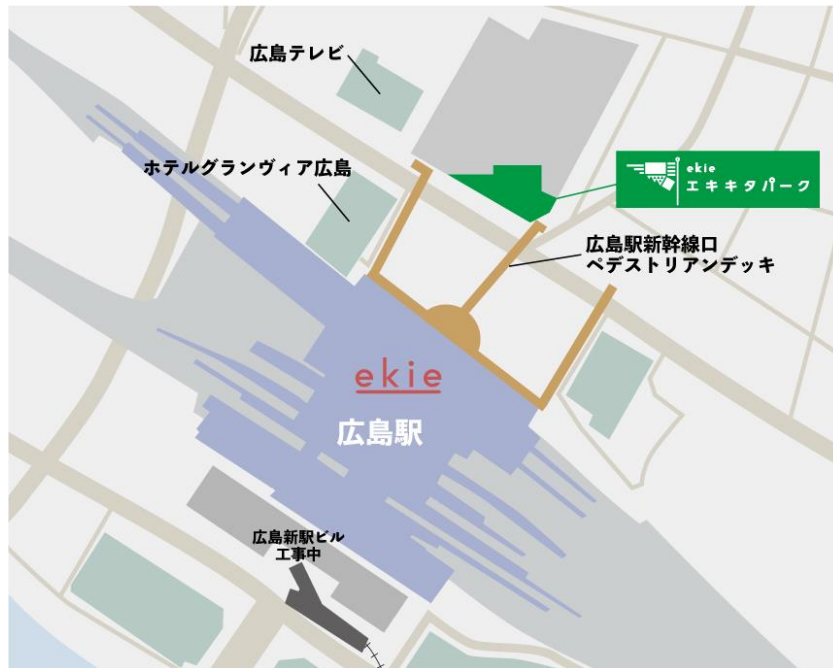 広島テレビ
ホテルグランヴィア広島
ekie
エキキタパーク
広島駅新幹線口
ペデストリアンデッキ
ekie
広島駅
広島新駅ビル
工事中